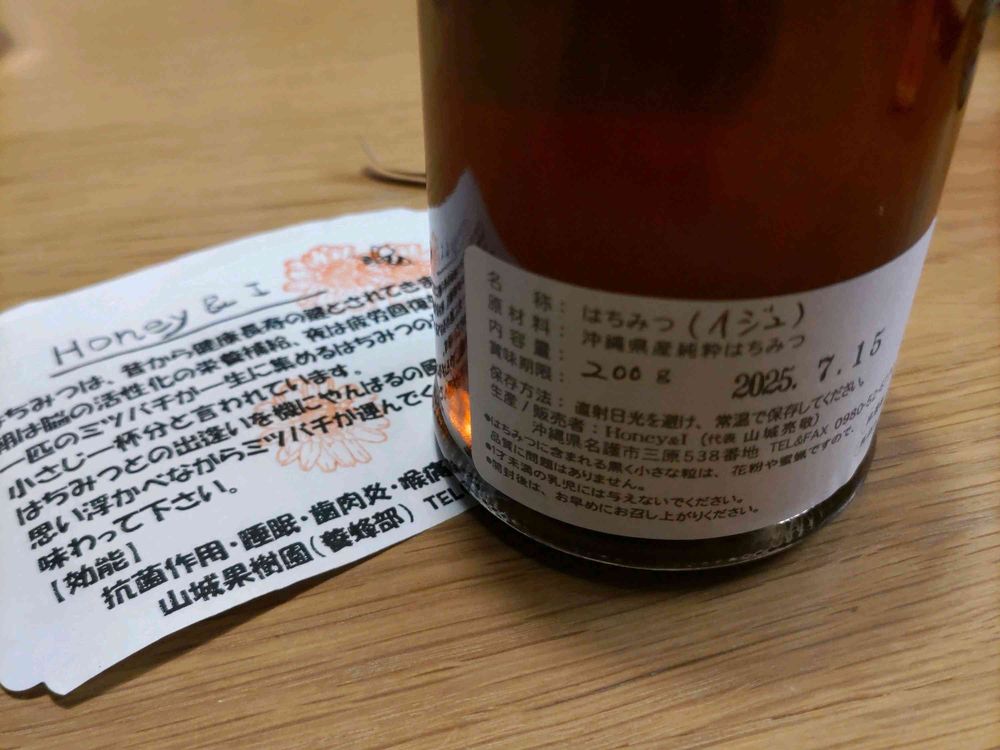 Honey & I
ちみつは、昔から健康長寿の源とされてきま
期は脳の活性化の栄養補給、夜は疲労回復
一匹のミツバチが一生に集めるはちみつの
小さじ一杯分と言われています。
はちみつとの出逢いを機にやんばるの風
思い浮かべながらミツバチが運んでく
味わって下さい。
【効能】
抗菌作用・睡眠・歯肉炎・喉
山城果樹園(養蜂部) TEL
名 称: はちみつ(イジュ)
原材料: 沖縄県産純粋はちみつ
内容量: 200g
賞味期限: 2025. 7. 15
保存方法: 直射日光を避け、常温で保存してください。
生産/販売者: Honey&I (代表 山城亮敬)
沖縄県名護市三原538番地 TEL&FAX 0980-52-
●はちみつに含まれる黒く小さな粒は、花粉や蜜蝋ですので、
品質に問題はありません。
●1才未満の乳児には与えないでください。
●開封後は、お早めにお召し上がりください。